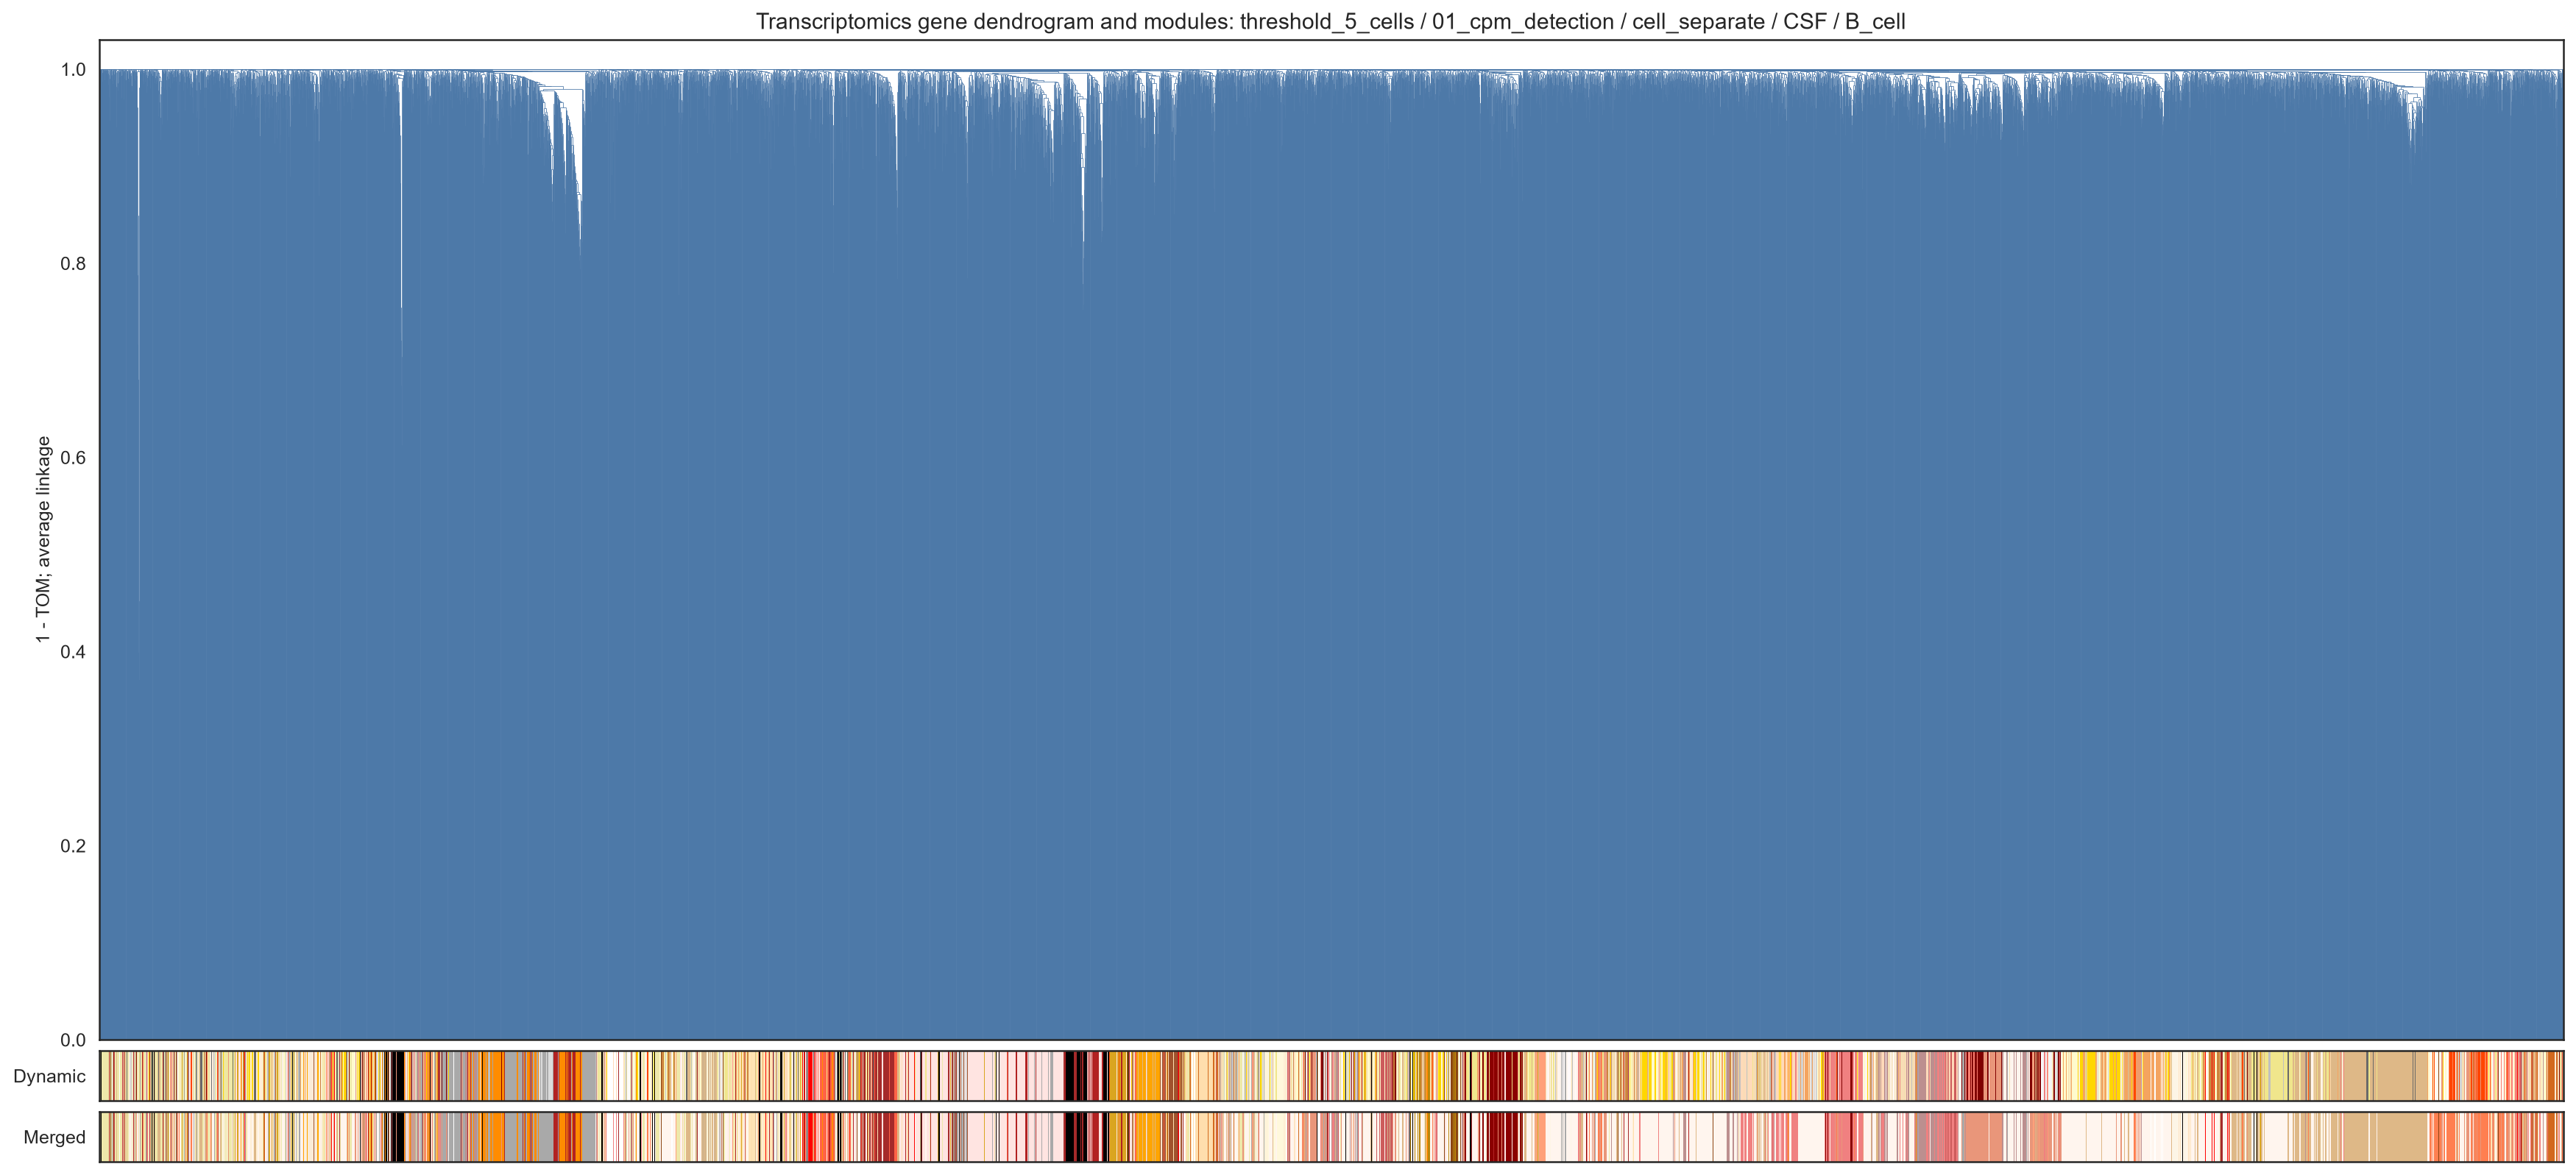 Transcriptomics gene dendrogram and modules: threshold_5_cells / 01_cpm_detection / cell_separate / CSF / B_cell
1.0
0.8
0.6
0.4
0.2
0.0
1 - TOM; average linkage
Dynamic
Merged